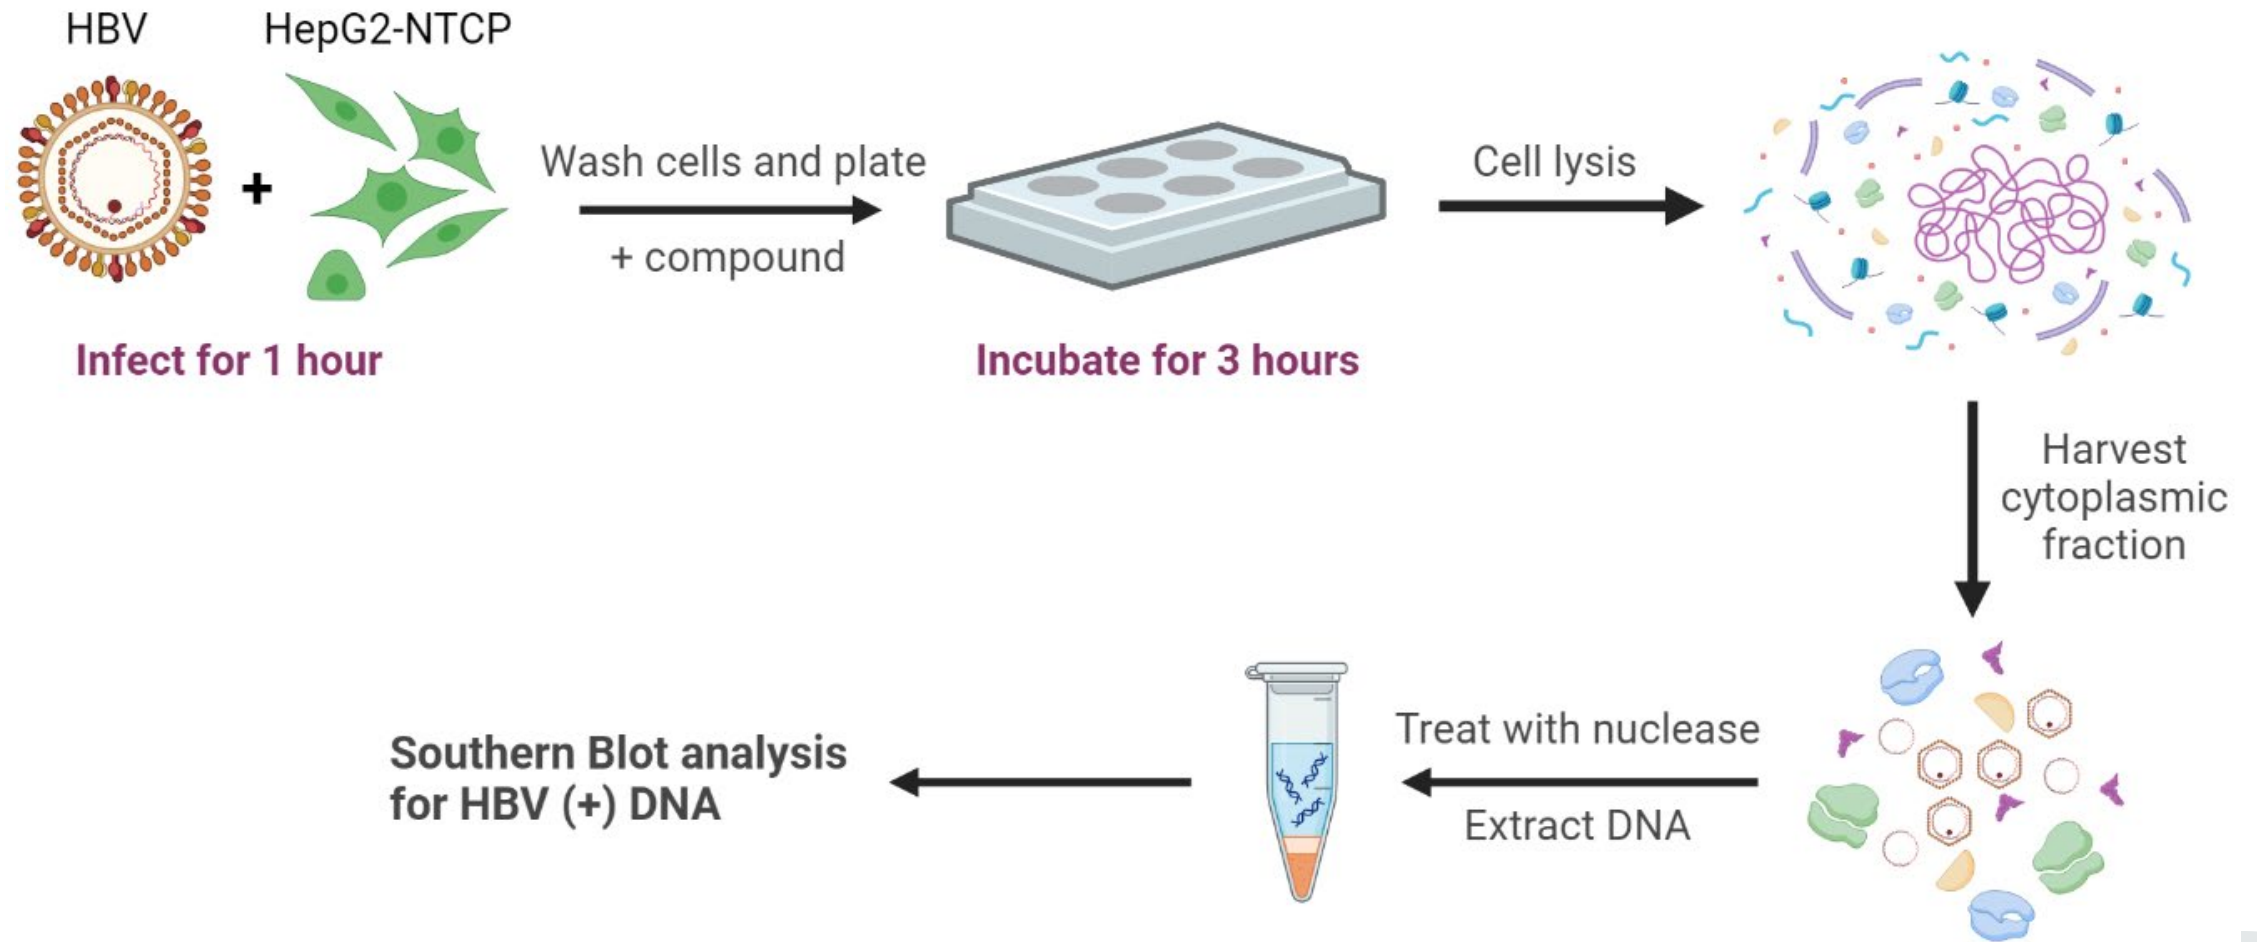 HBV
HepG2-NTCP
+
Infect for 1 hour
Wash cells and plate
+ compound
Incubate for 3 hours
Cell lysis
Harvest
cytoplasmic
fraction
Treat with nuclease
Extract DNA
Southern Blot analysis
for HBV (+) DNA